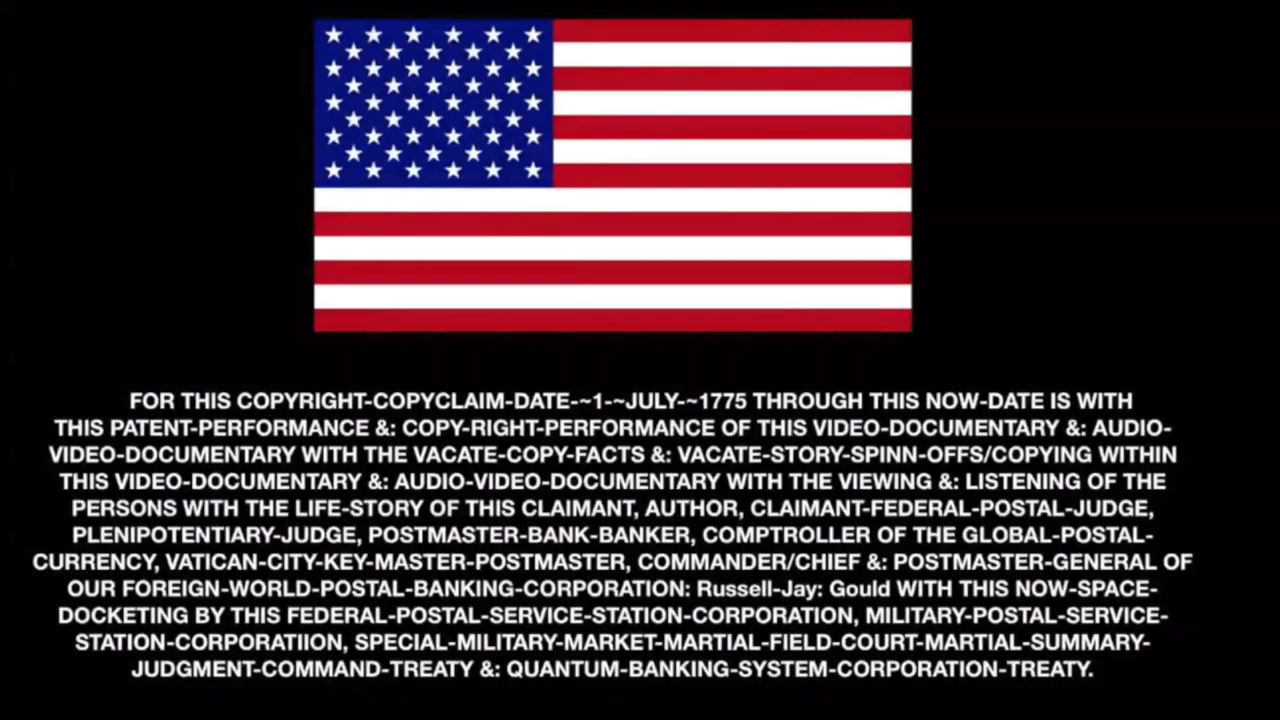 FOR THIS COPYRIGHT-COPYCLAIM-DATE-~1-~JULY-~1775 THROUGH THIS NOW-DATE IS WITH
THIS PATENT-PERFORMANCE &: COPY-RIGHT-PERFORMANCE OF THIS VIDEO-DOCUMENTARY &: AUDIO-
VIDEO-DOCUMENTARY WITH THE VACATE-COPY-FACTS &: VACATE-STORY-SPINN-OFFS/COPYING WITHIN
THIS VIDEO-DOCUMENTARY &: AUDIO-VIDEO-DOCUMENTARY WITH THE VIEWING &: LISTENING OF THE
PERSONS WITH THE LIFE-STORY OF THIS CLAIMANT, AUTHOR, CLAIMANT-FEDERAL-POSTAL-JUDGE,
PLENIPOTENTIARY-JUDGE, POSTMASTER-BANK-BANKER, COMPTROLLER OF THE GLOBAL-POSTAL-
CURRENCY, VATICAN-CITY-KEY-MASTER-POSTMASTER, COMMANDER/CHIEF &: POSTMASTER-GENERAL OF
OUR FOREIGN-WORLD-POSTAL-BANKING-CORPORATION: Russell-Jay: Gould WITH THIS NOW-SPACE-
DOCKETING BY THIS FEDERAL-POSTAL-SERVICE-STATION-CORPORATION, MILITARY-POSTAL-SERVICE-
STATION-CORPORATIION, SPECIAL-MILITARY-MARKET-MARTIAL-FIELD-COURT-MARTIAL-SUMMARY-
JUDGMENT-COMMAND-TREATY &: QUANTUM-BANKING-SYSTEM-CORPORATION-TREATY.